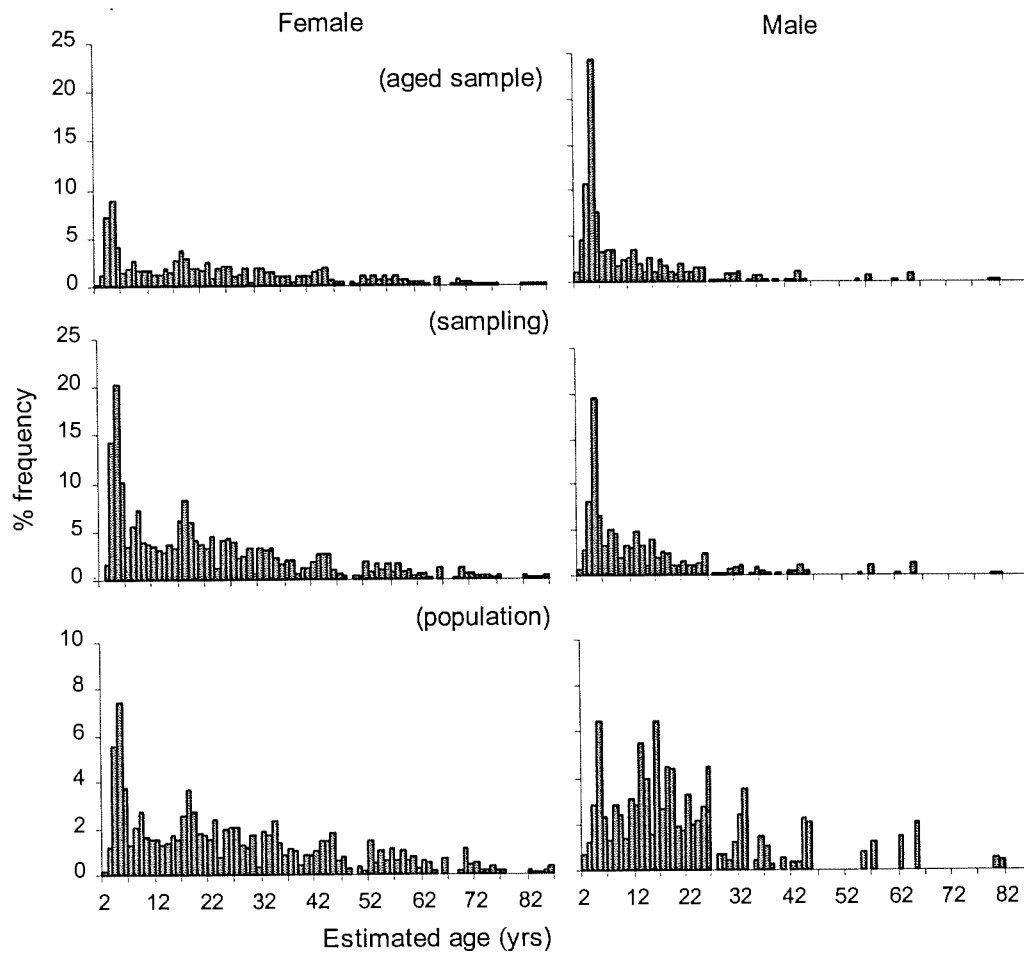 Female Male
25
(aged sample)
20
15
10
5
0
(sampling)
25
20
15
10
5
0
% frequency
(population)
10
8
6
4
2
0
2 12 22 32 42 52 62 72 82 2 12 22 32 42 52 62 72 82
Estimated age (yrs)